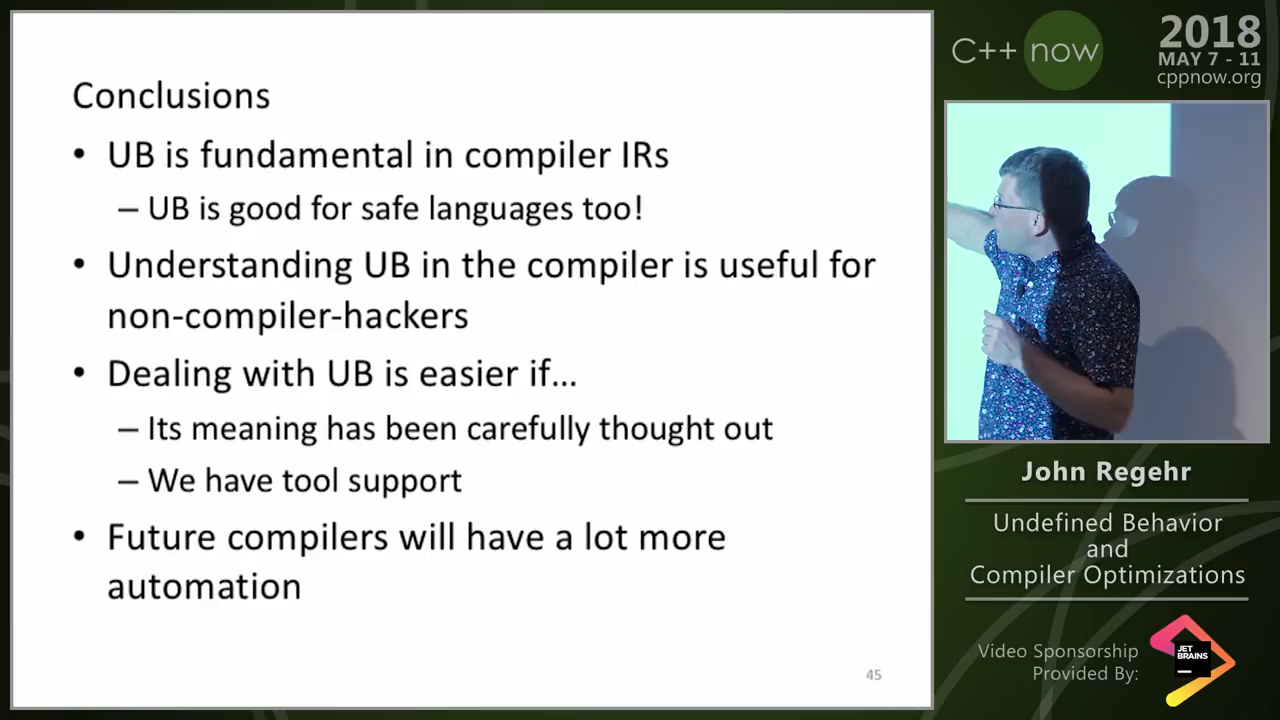 Conclusions
• UB is fundamental in compiler IRs
– UB is good for safe languages too!
• Understanding UB in the compiler is useful for
non-compiler-hackers
• Dealing with UB is easier if...
– Its meaning has been carefully thought out
– We have tool support
• Future compilers will have a lot more
automation
45
C++ now
2018
MAY 7 - 11
cppnow.org
John Regehr
Undefined Behavior
and
Compiler Optimizations
Video Sponsorship
Provided By:
JET
BRAINS